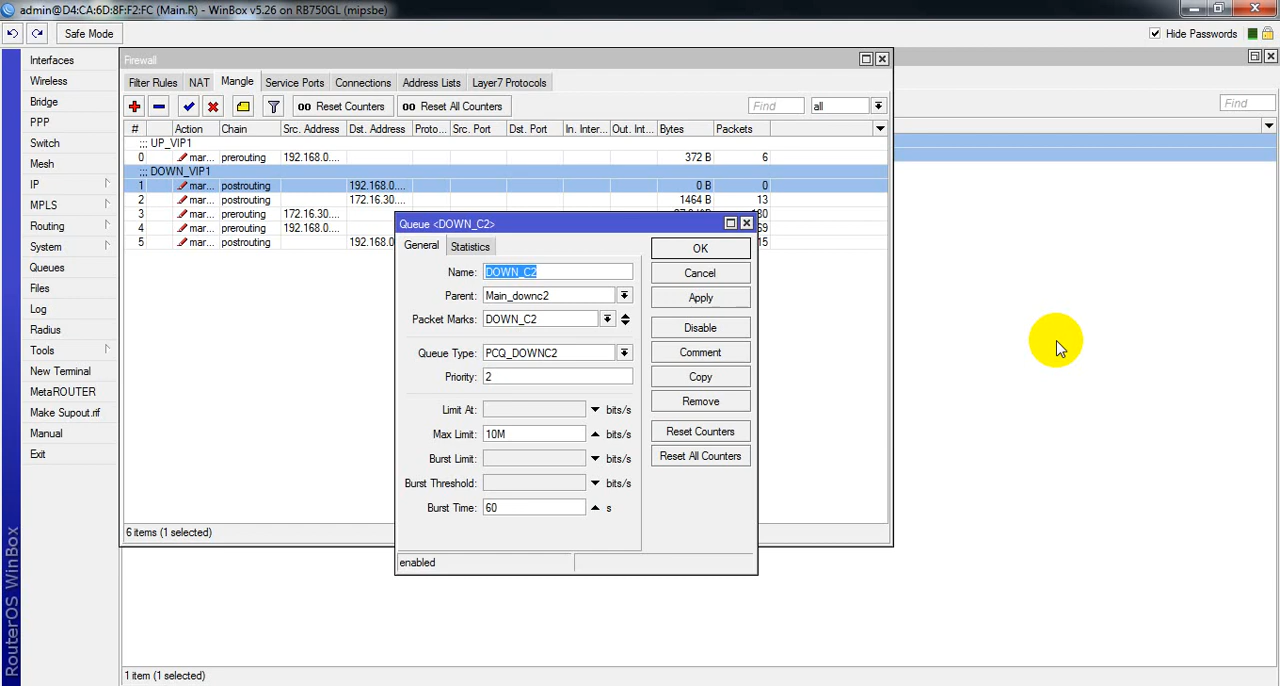 admin@D4:CA:6D:8F:F2:FC (Main.R) - WinBox v5.26 on RB750GL (mipsbe)
Safe Mode
Hide Passwords
Interfaces
Wireless
Bridge
PPP
Switch
Mesh
IP
MPLS
Routing
System
Queues
Files
Log
Radius
Tools
New Terminal
MetaROUTER
Make Supout.rif
Manual
Exit
RouterOS WinBox
Firewall
Filter Rules NAT Mangle Service Ports Connections Address Lists Layer7 Protocols
00 Reset Counters 00 Reset All Counters Find all
Find
# Action Chain Src. Address Dst. Address Proto... Src. Port Dst. Port In. Inter... Out. Int... Bytes Packets
::: UP_VIP1
0 mar... prerouting 192.168.0.... 372 B 6
::: DOWN_VIP1
1 mar... postrouting 192.168.0.... 0 B 0
2 mar... postrouting 172.16.30.... 1464 B 13
3 mar... prerouting 172.16.30....
4 mar... prerouting 192.168.0....
5 mar... postrouting 192.168.0
6 items (1 selected)
Queue <DOWN_C2>
General Statistics
Name: DOWN_C2
Parent: Main_downc2
Packet Marks: DOWN_C2
Queue Type: PCQ_DOWNC2
Priority: 2
Limit At: bits/s
Max Limit: 10M bits/s
Burst Limit: bits/s
Burst Threshold: bits/s
Burst Time: 60 s
OK
Cancel
Apply
Disable
Comment
Copy
Remove
Reset Counters
Reset All Counters
enabled
1 item (1 selected)